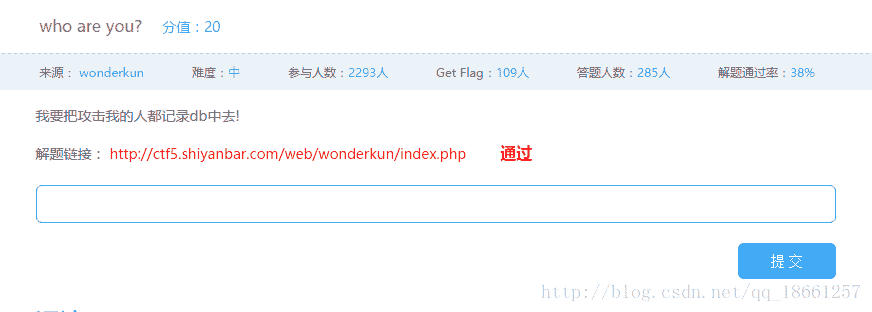 who are you? 分值：20
来源： wonderkun 难度：中 参与人数：2293人 Get Flag：109人 答题人数：285人 解题通过率：38%
我要把攻击我的人都记录db中去!
解题链接： http://ctf5.shiyanbar.com/web/wonderkun/index.php 通过
提 交
http://blog.csdn.net/qq_18661257